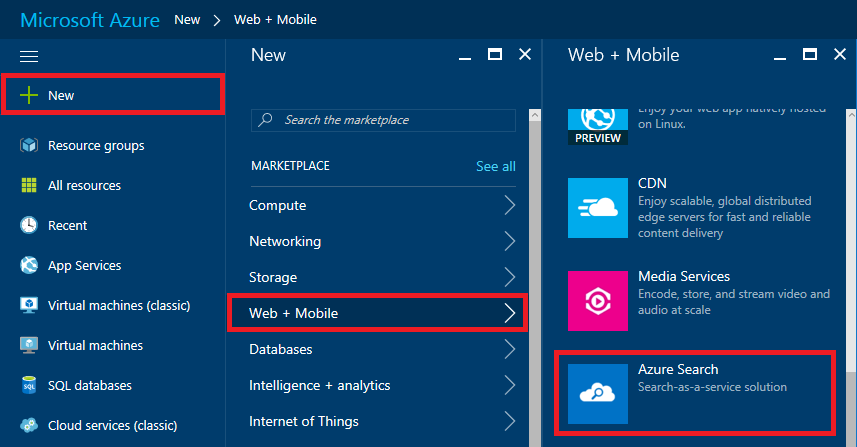 Microsoft Azure New > Web + Mobile
New
Resource groups
All resources
Recent
App Services
Virtual machines (classic)
Virtual machines
SQL databases
Cloud services (classic)
New
Search the marketplace
MARKETPLACE See all
Compute
Networking
Storage
Web + Mobile
Databases
Intelligence + analytics
Internet of Things
Web + Mobile
Enjoy your web app natively hosted
on Linux.
PREVIEW
CDN
Enjoy scalable, global distributed
edge servers for fast and reliable
content delivery
Media Services
Encode, store, and stream video and
audio at scale
Azure Search
Search-as-a-service solution